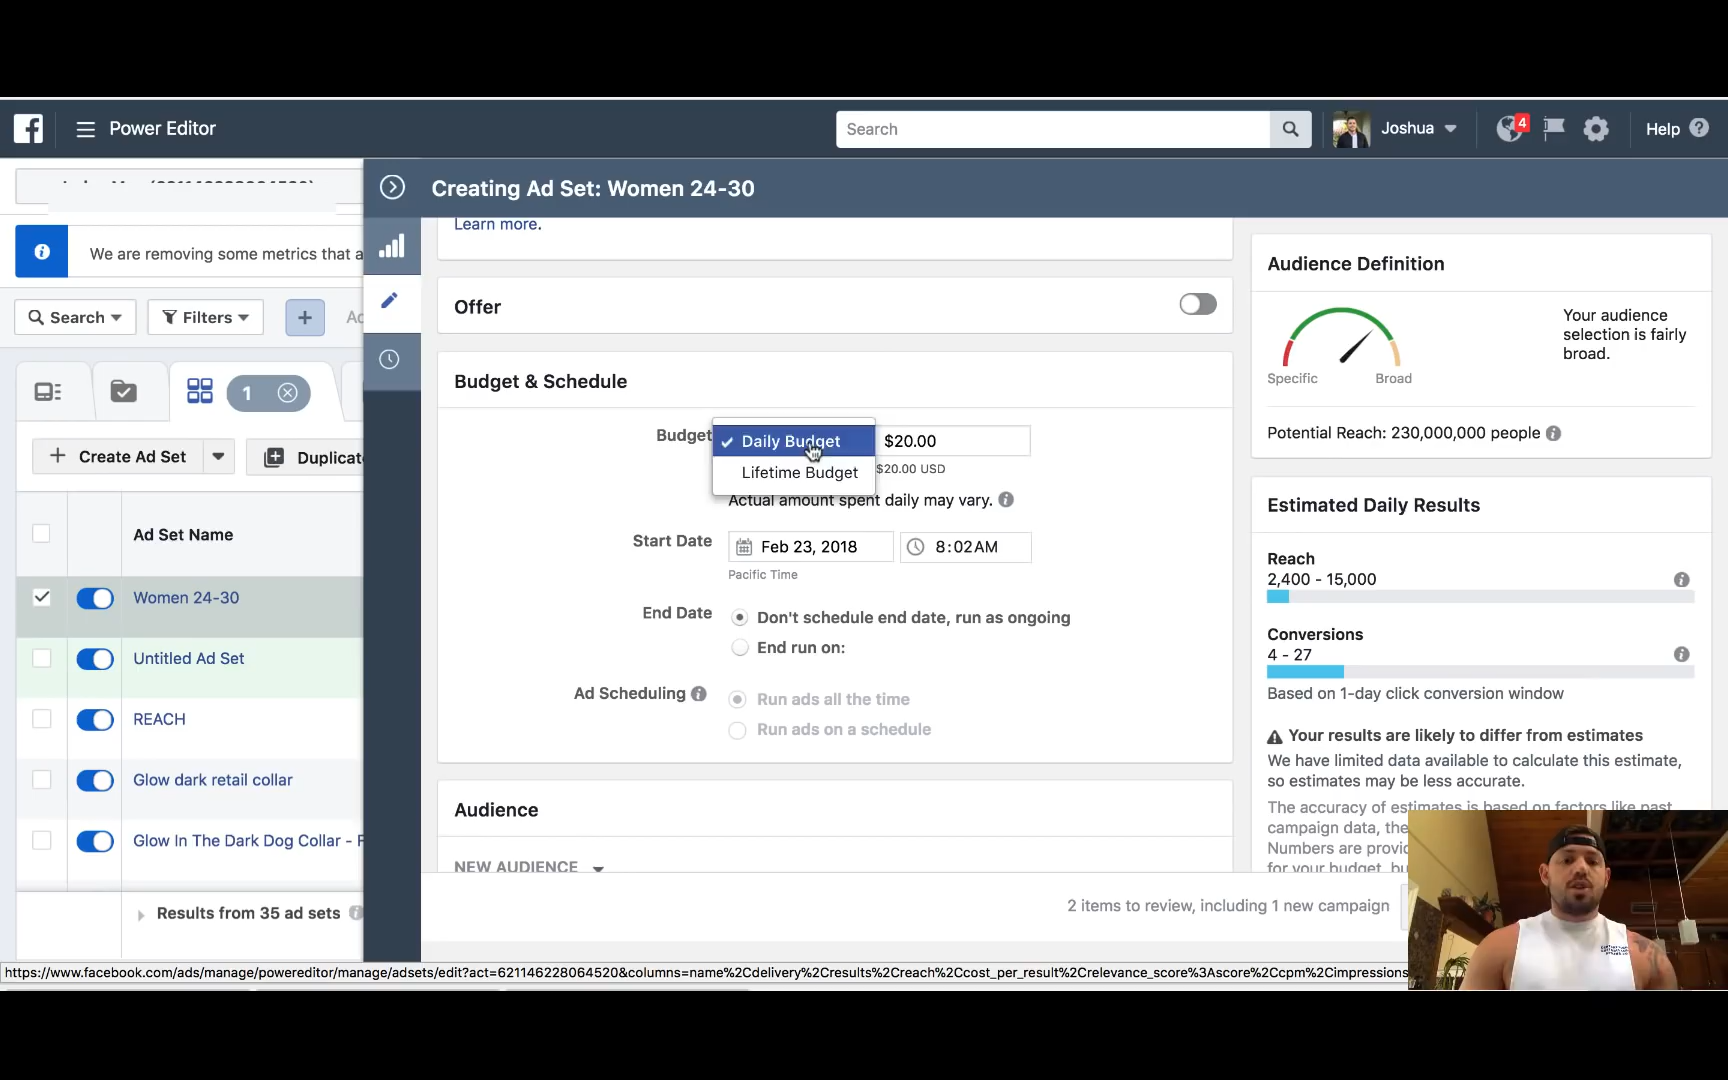 Power Editor
Search
Joshua
4
Help
Creating Ad Set: Women 24-30
We are removing some metrics that a
Search
Filters
1
Create Ad Set
Duplicat
Ad Set Name
Women 24-30
Untitled Ad Set
REACH
Glow dark retail collar
Glow In The Dark Dog Collar - F
Results from 35 ad sets
Learn more.
Offer
Budget & Schedule
Budget
Daily Budget
$20.00
Lifetime Budget
$20.00 USD
Actual amount spent daily may vary.
Start Date
Feb 23, 2018
8:02AM
Pacific Time
End Date
Don't schedule end date, run as ongoing
End run on:
Ad Scheduling
Run ads all the time
Run ads on a schedule
Audience
NEW AUDIENCE
2 items to review, including 1 new campaign
Audience Definition
Your audience
selection is fairly
broad.
Specific
Broad
Potential Reach: 230,000,000 people
Estimated Daily Results
Reach
2,400 - 15,000
Conversions
4 - 27
Based on 1-day click conversion window
Your results are likely to differ from estimates
We have limited data available to calculate this estimate,
so estimates may be less accurate.
The accuracy of estimates is based on factors like past
campaign data, the
Numbers are provi
for your budget, bu
https://www.facebook.com/ads/manage/powereditor/manage/adsets/edit?act=621146228064520&columns=name%2Cdelivery%2Cresults%2Creach%2Ccost_per_result%2Crelevance_score%3Ascore%2Ccpm%2Cimpressions